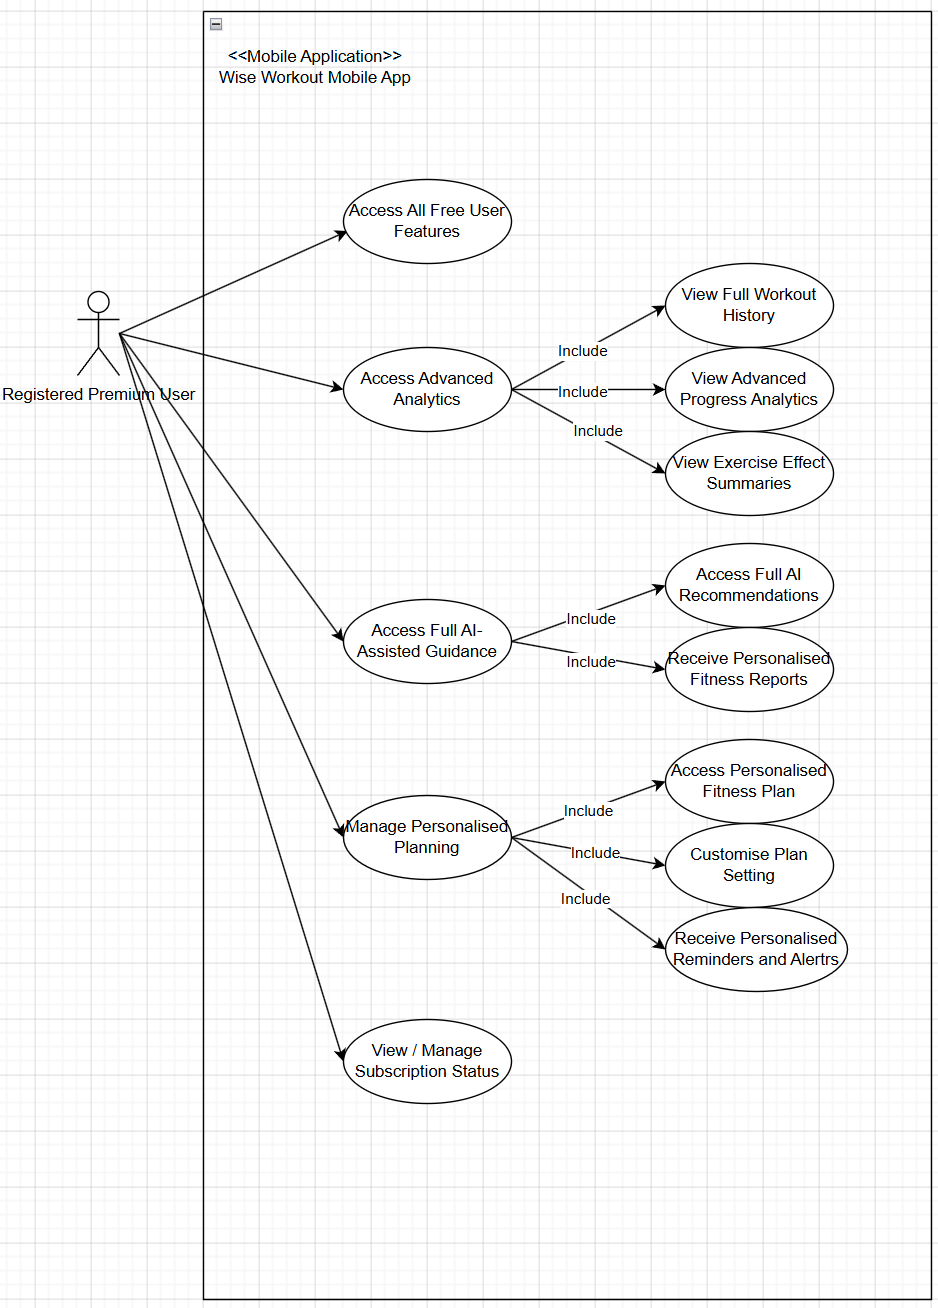 <<Mobile Application>>
Wise Workout Mobile App
Access All Free User
Features
Registered Premium User
Access Advanced
Analytics
Include
Include
Include
View Full Workout
History
View Advanced
Progress Analytics
View Exercise Effect
Summaries
Access Full AI-
Assisted Guidance
Include
Include
Access Full AI
Recommendations
Receive Personalised
Fitness Reports
Manage Personalised
Planning
Include
Include
Include
Access Personalised
Fitness Plan
Customise Plan
Setting
Receive Personalised
Reminders and Alertrs
View / Manage
Subscription Status